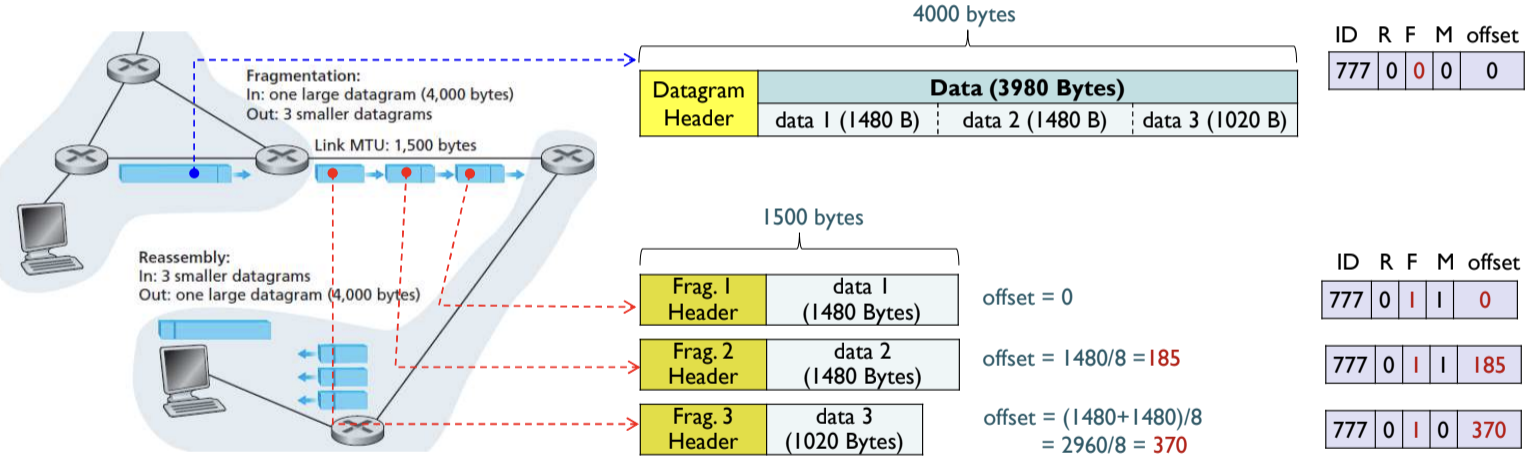 4000 bytes
ID R F M offset
777 0 0 0 0
Datagram
Header
Data (3980 Bytes)
data 1 (1480 B)
data 2 (1480 B)
data 3 (1020 B)
Fragmentation:
In: one large datagram (4,000 bytes)
Out: 3 smaller datagrams
Link MTU: 1,500 bytes
Reassembly:
In: 3 smaller datagrams
Out: one large datagram (4,000 bytes)
1500 bytes
ID R F M offset
Frag. 1
Header
data 1
(1480 Bytes)
offset = 0
777 0 1 1 0
Frag. 2
Header
data 2
(1480 Bytes)
offset = 1480/8 =185
777 0 1 1 185
Frag. 3
Header
data 3
(1020 Bytes)
offset = (1480+1480)/8
= 2960/8 = 370
777 0 1 0 370